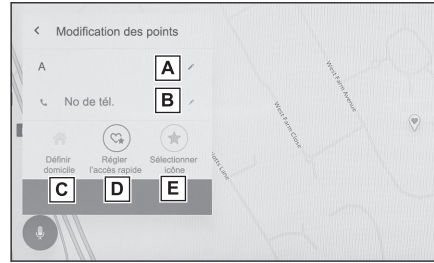 Modification des points
A
A
No de tél.
B
Définir domicile
Régler l'accès rapide
Sélectionner icône
C
D
E
West Farm Avenue
West Farm Close
Lane